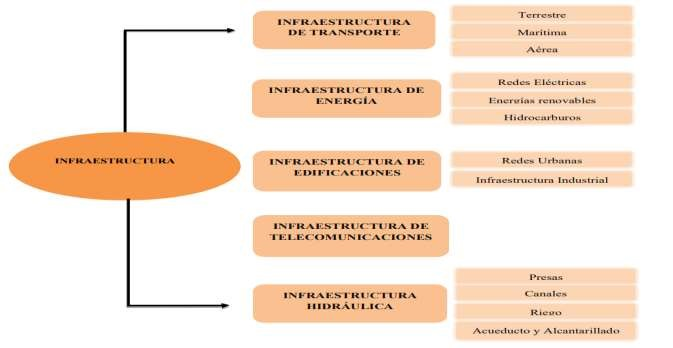 INFRAESTRUCTURA
INFRAESTRUCTURA
DE TRANSPORTE
Terrestre
Marítima
Aérea
INFRAESTRUCTURA DE
ENERGÍA
Redes Eléctricas
Energías renovables
Hidrocarburos
INFRAESTRUCTURA DE
EDIFICACIONES
Redes Urbanas
Infraestructura Industrial
INFRAESTRUCTURA DE
TELECOMUNICACIONES
INFRAESTRUCTURA
HIDRÁULICA
Presas
Canales
Riego
Acueducto y Alcantarillado